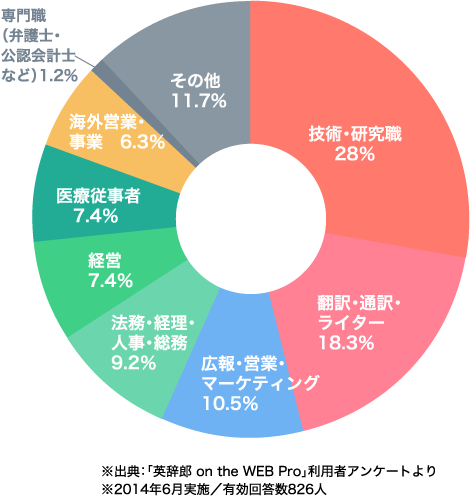 専門職
（弁護士・
公認会計士
など）1.2%
その他
11.7%
技術・研究職
28%
海外営業・
事業 6.3%
医療従事者
7.4%
経営
7.4%
翻訳・通訳・
ライター
18.3%
法務・経理・
人事・総務
9.2%
広報・営業・
マーケティング
10.5%
※出典：「英辞郎 on the WEB Pro」利用者アンケートより
※2014年6月実施／有効回答数826人